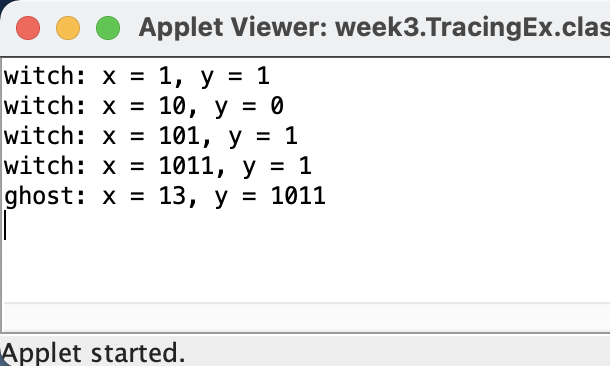 Applet Viewer: week3.TracingEx.clas
witch: x = 1, y = 1
witch: x = 10, y = 0
witch: x = 101, y = 1
witch: x = 1011, y = 1
ghost: x = 13, y = 1011
Applet started.